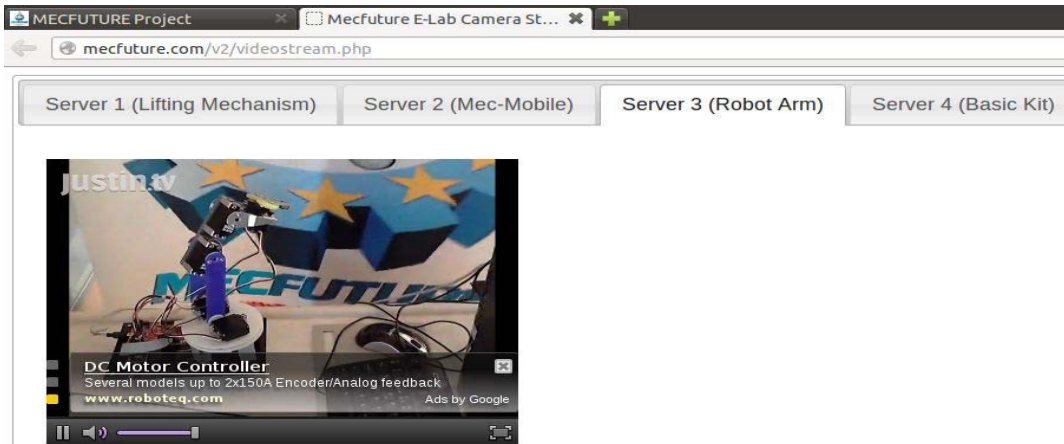 MECFUTURE Project
Mecfuture E-Lab Camera St...
mecfuture.com/v2/videostream.php
Server 1 (Lifting Mechanism)
Server 2 (Mec-Mobile)
Server 3 (Robot Arm)
Server 4 (Basic Kit)
justin.tv
MECFUTURE
DC Motor Controller
Several models up to 2x150A Encoder/Analog feedback
www.roboteq.com
Ads by Google